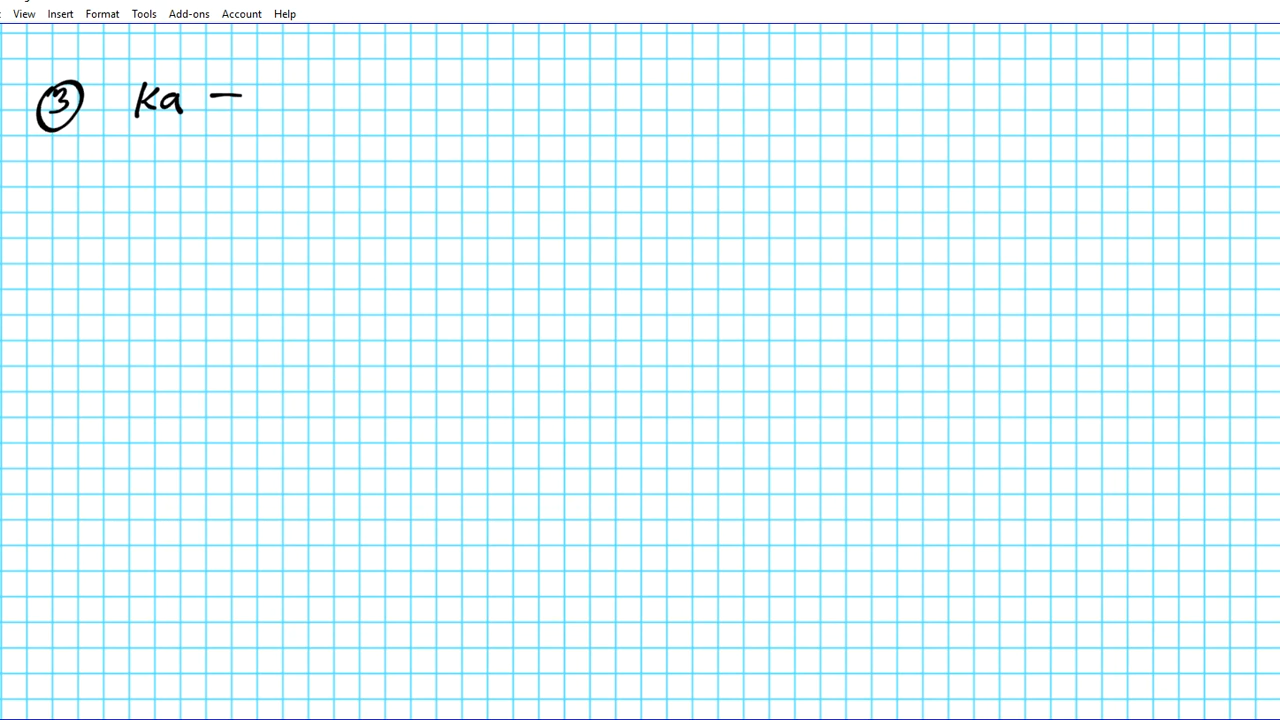 View Insert Format Tools Add-ons Account Help
③ Ka —